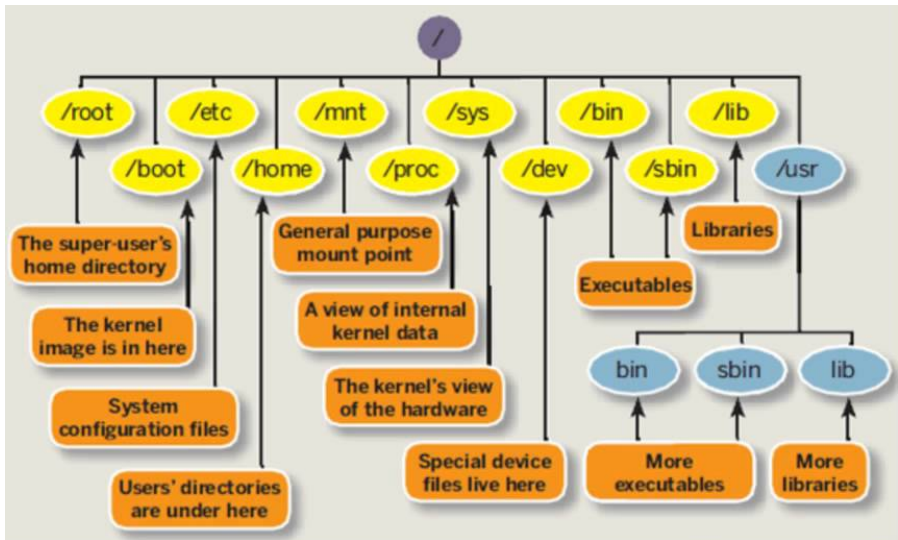 /
/root
/etc
/mnt
/sys
/bin
/lib
/boot
/home
/proc
/dev
/sbin
/usr
The super-user's
home directory
General purpose
mount point
Libraries
Executables
The kernel
image is in here
A view of internal
kernel data
bin
sbin
lib
The kernel's view
of the hardware
System
configuration files
Special device
files live here
More
executables
More
libraries
Users' directories
are under here